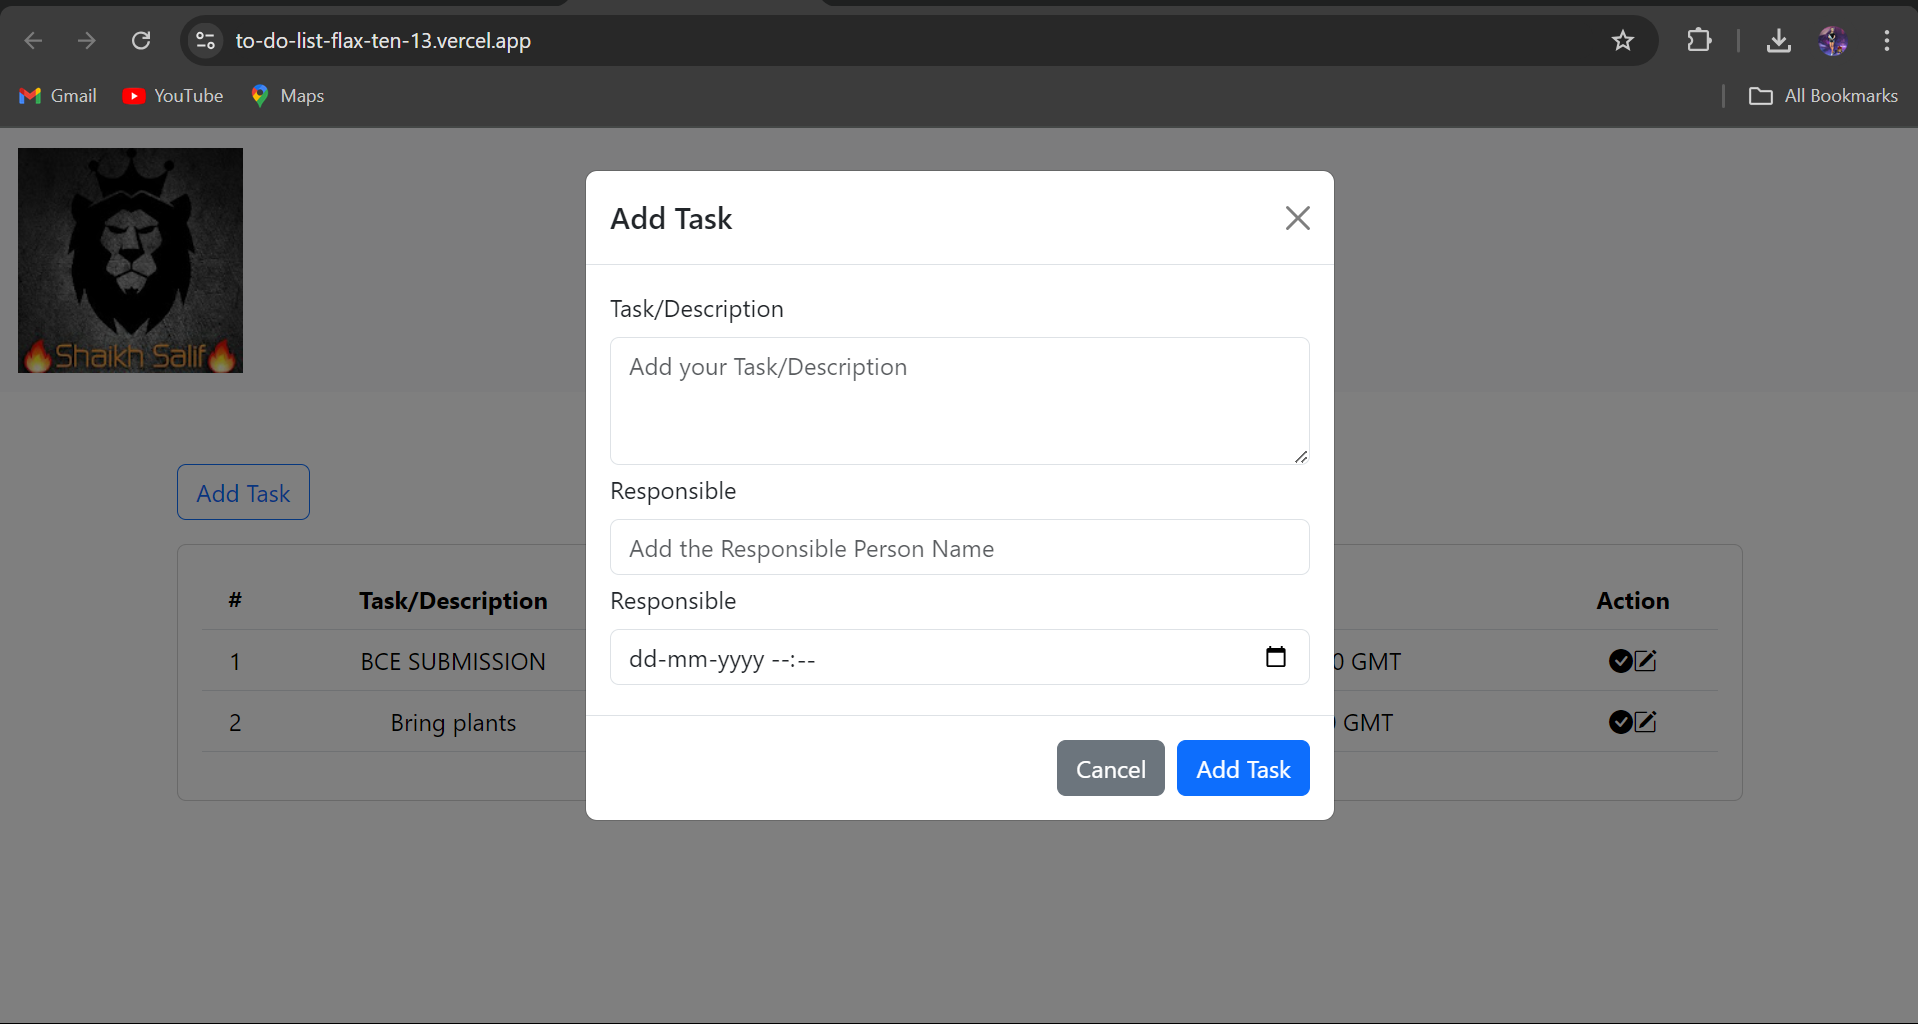 to-do-list-flax-ten-13.vercel.app
Gmail YouTube Maps All Bookmarks
Shaikh Salif
Add Task
Task/Description
Add your Task/Description
Responsible
Add the Responsible Person Name
Responsible
dd-mm-yyyy --:--
Cancel Add Task
Add Task
# Task/Description Action
1 BCE SUBMISSION 0 GMT
2 Bring plants GMT